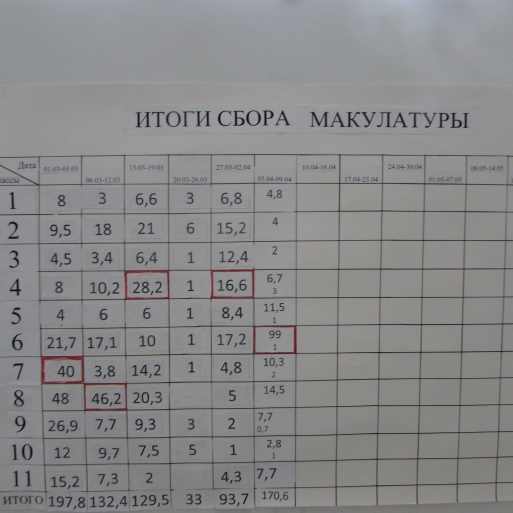 ИТОГИ СБОРА МАКУЛАТУРЫ
Дата 01.03-05.03 06.03-12.03 13.03-19.03 20.03-26.03 27.03-02.04 03.04-09.04 10.04-16.04 17.04-23.04 24.04-30.04 01.05-07.05 08.05-14.05
лассы
1 8 3 6,6 3 6,8 4,8
2 9,5 18 21 6 15,2 4
3 4,5 3,4 6,4 1 12,4 2
4 8 10,2 28,2 1 16,6 6,7
3
5 4 6 6 1 8,4 11,5
1
6 21,7 17,1 10 1 17,2 99
1
7 40 3,8 14,2 1 4,8 10,3
2
8 48 46,2 20,3 5 14,5
9 26,9 7,7 9,3 3 2 7,7
0,7
10 12 9,7 7,5 5 1 2,8
1
11 15,2 7,3 2 4,3 7,7
ИТОГО 197,8 132,4 129,5 33 93,7 170,6